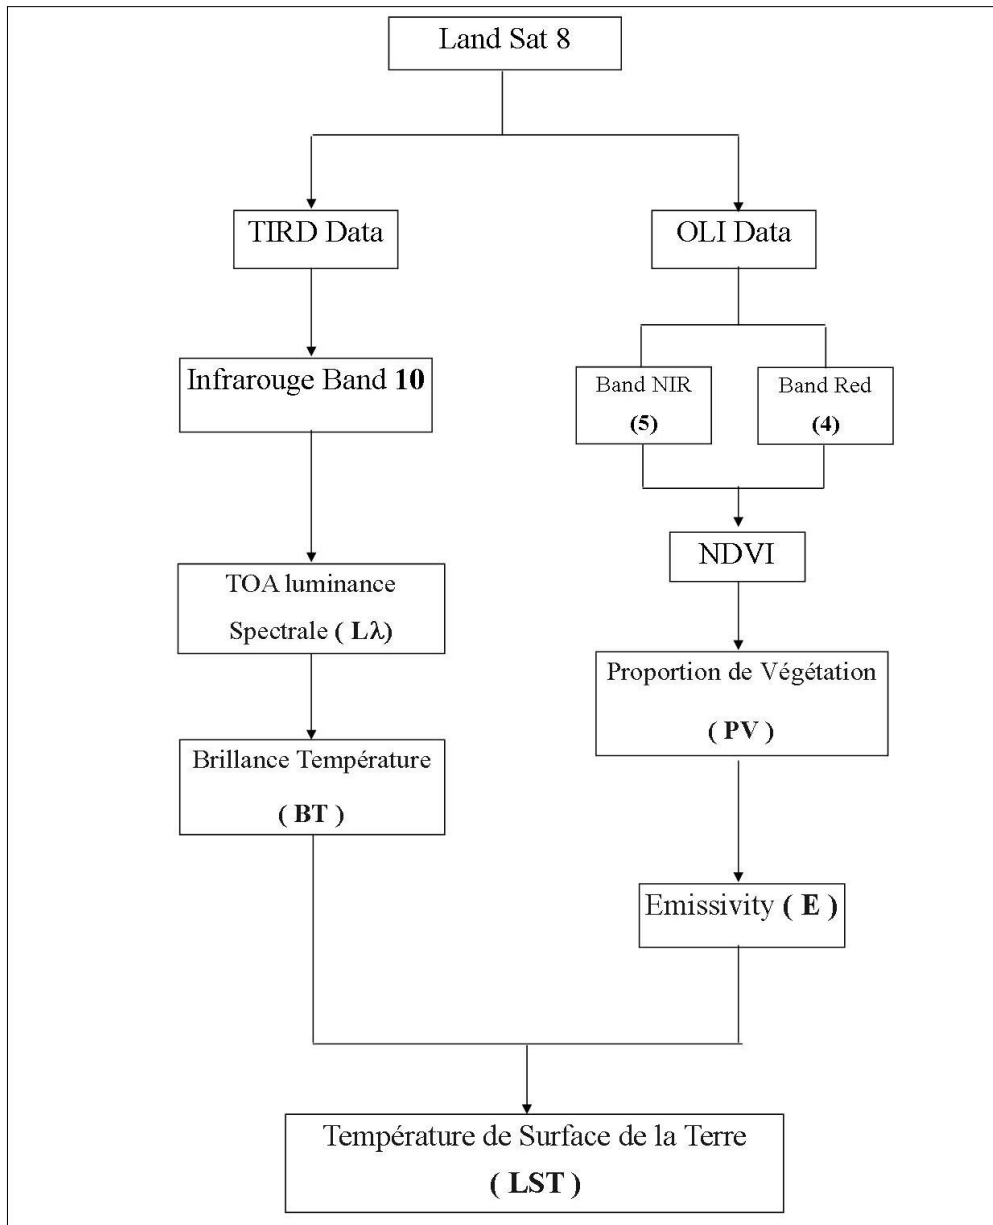 Land Sat 8
TIRD Data
OLI Data
Infrarouge Band 10
Band NIR
(5)
Band Red
(4)
NDVI
TOA luminance
Spectrale ( Lλ)
Proportion de Végétation
( PV )
Brillance Température
( BT )
Emissivity ( E )
Température de Surface de la Terre
( LST )